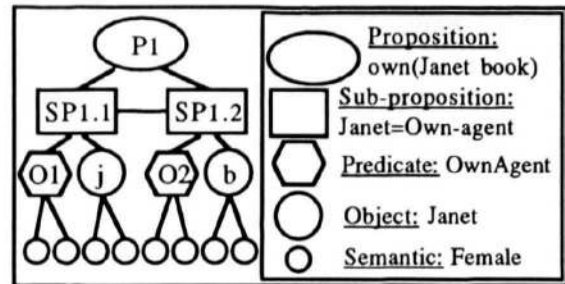 P1
SP1.1 SP1.2
O1 j O2 b
Proposition:
own(Janet book)
Sub-proposition:
Janet=Own-agent
Predicate: OwnAgent
Object: Janet
Semantic: Female